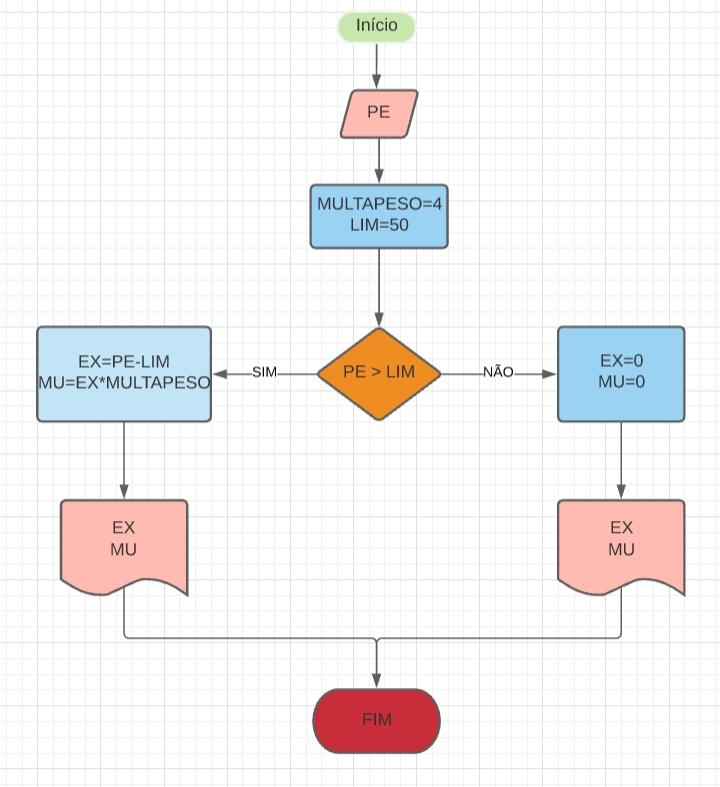 Início
PE
MULTAPESO=4
LIM=50
EX=PE-LIM
MU=EX*MULTAPESO
SIM
PE > LIM
NÃO
EX=0
MU=0
EX
MU
EX
MU
FIM